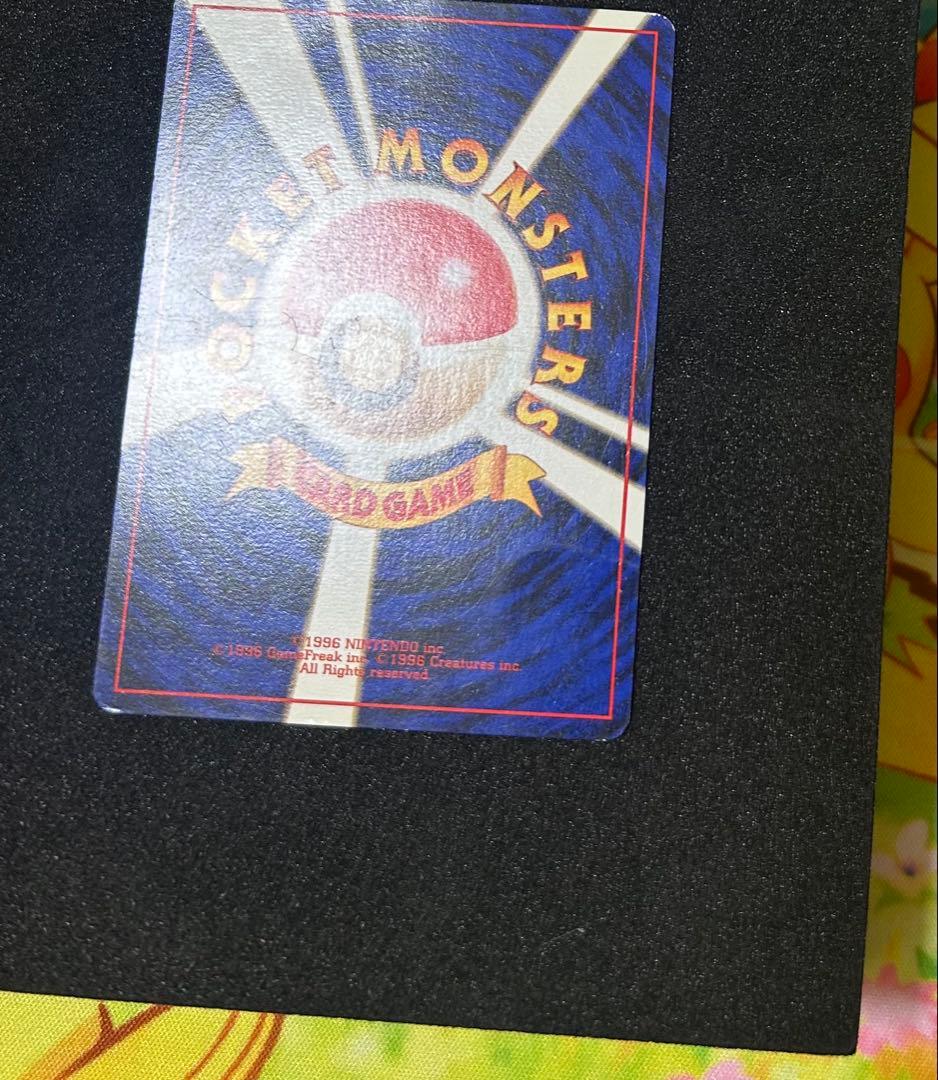 POCKET MONSTERS
CARD GAME
©1996 NINTENDO inc.
©1996 GameFreak inc. ©1996 Creatures inc.
All Rights reserved.